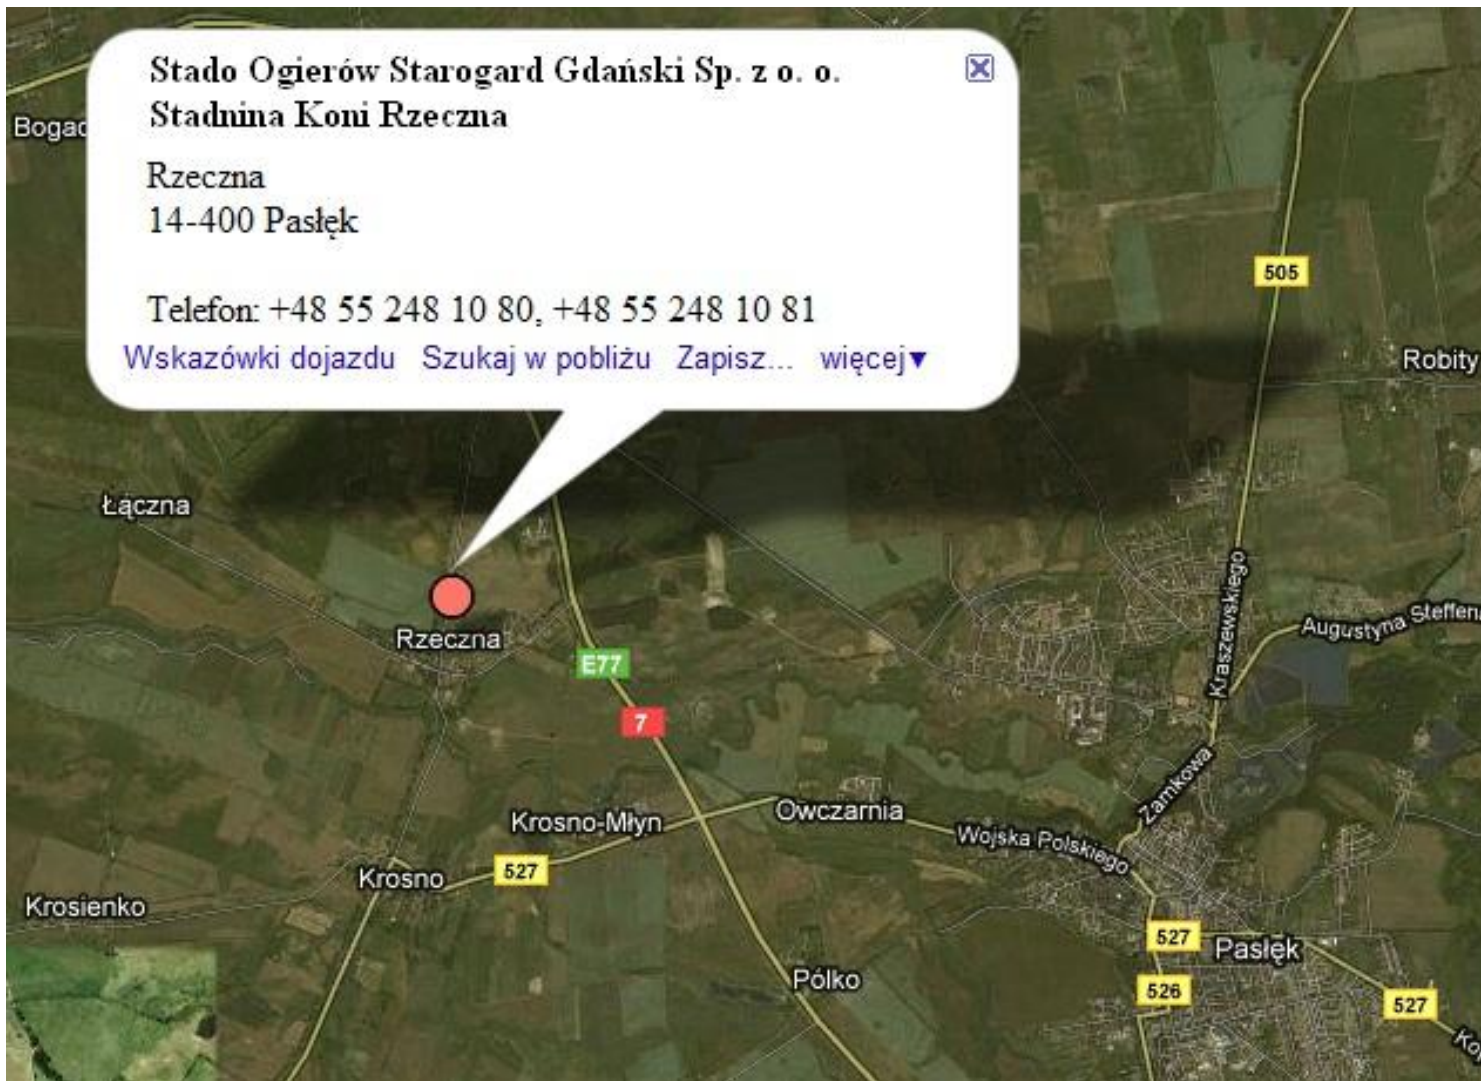 Stado Ogierów Starogard Gdański Sp. z o. o.
Stadnina Koni Rzeczna
Rzeczna
14-400 Pasłęk
Telefon: +48 55 248 10 80, +48 55 248 10 81
Wskazówki dojazdu Szukaj w pobliżu Zapisz... więcej▼
505
Robity
Łączna
Rzeczna
E77
7
Kraszewskiego
Augustyna
Zamkowa
Krosno-Młyn
Owczarnia
Wojska Polskiego
Krosno
527
Krosienko
527
Pasłęk
Pólko
526
527